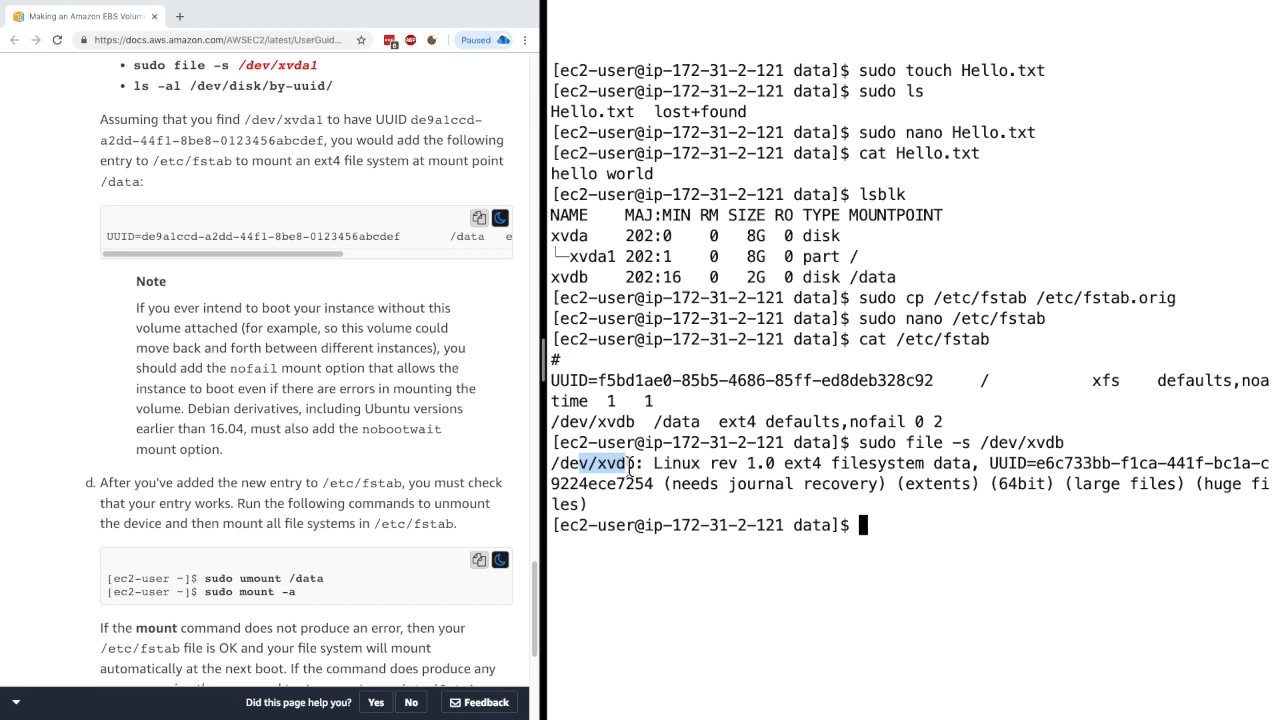 Making an Amazon EBS Volum
https://docs.aws.amazon.com/AWSEC2/latest/UserGuid...
6
ABP
Paused
• sudo file -s /dev/xvda1
• ls -al /dev/disk/by-uuid/
Assuming that you find /dev/xvda1 to have UUID de9a1ccd-
a2dd-44f1-8be8-0123456abcdef, you would add the following
entry to /etc/fstab to mount an ext4 file system at mount point
/data:
UUID=de9a1ccd-a2dd-44f1-8be8-0123456abcdef /data e
Note
If you ever intend to boot your instance without this
volume attached (for example, so this volume could
move back and forth between different instances), you
should add the nofail mount option that allows the
instance to boot even if there are errors in mounting the
volume. Debian derivatives, including Ubuntu versions
earlier than 16.04, must also add the nobootwait
mount option.
d. After you've added the new entry to /etc/fstab, you must check
that your entry works. Run the following commands to unmount
the device and then mount all file systems in /etc/fstab.
[ec2-user ~]$ sudo umount /data
[ec2-user ~]$ sudo mount -a
If the mount command does not produce an error, then your
/etc/fstab file is OK and your file system will mount
automatically at the next boot. If the command does produce any
Did this page help you? Yes No Feedback
[ec2-user@ip-172-31-2-121 data]$ sudo touch Hello.txt
[ec2-user@ip-172-31-2-121 data]$ sudo ls
Hello.txt lost+found
[ec2-user@ip-172-31-2-121 data]$ sudo nano Hello.txt
[ec2-user@ip-172-31-2-121 data]$ cat Hello.txt
hello world
[ec2-user@ip-172-31-2-121 data]$ lsblk
NAME MAJ:MIN RM SIZE RO TYPE MOUNTPOINT
xvda 202:0 0 8G 0 disk
└─xvda1 202:1 0 8G 0 part /
xvdb 202:16 0 2G 0 disk /data
[ec2-user@ip-172-31-2-121 data]$ sudo cp /etc/fstab /etc/fstab.orig
[ec2-user@ip-172-31-2-121 data]$ sudo nano /etc/fstab
[ec2-user@ip-172-31-2-121 data]$ cat /etc/fstab
#
UUID=f5bd1ae0-85b5-4686-85ff-ed8deb328c92 / xfs defaults,noa
time 1 1
/dev/xvdb /data ext4 defaults,nofail 0 2
[ec2-user@ip-172-31-2-121 data]$ sudo file -s /dev/xvdb
/dev/xvdb: Linux rev 1.0 ext4 filesystem data, UUID=e6c733bb-f1ca-441f-bc1a-c
9224ece7254 (needs journal recovery) (extents) (64bit) (large files) (huge fi
les)
[ec2-user@ip-172-31-2-121 data]$